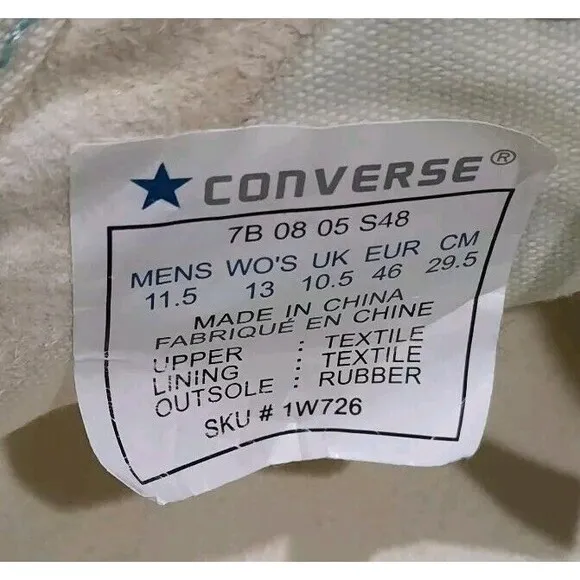 CONVERSE®
7B 08 05 S48
MENS WO'S UK EUR CM
11.5 13 10.5 46 29.5
MADE IN CHINA
FABRIQUÉ EN CHINE
UPPER : TEXTILE
LINING : TEXTILE
OUTSOLE : RUBBER
SKU # 1W726